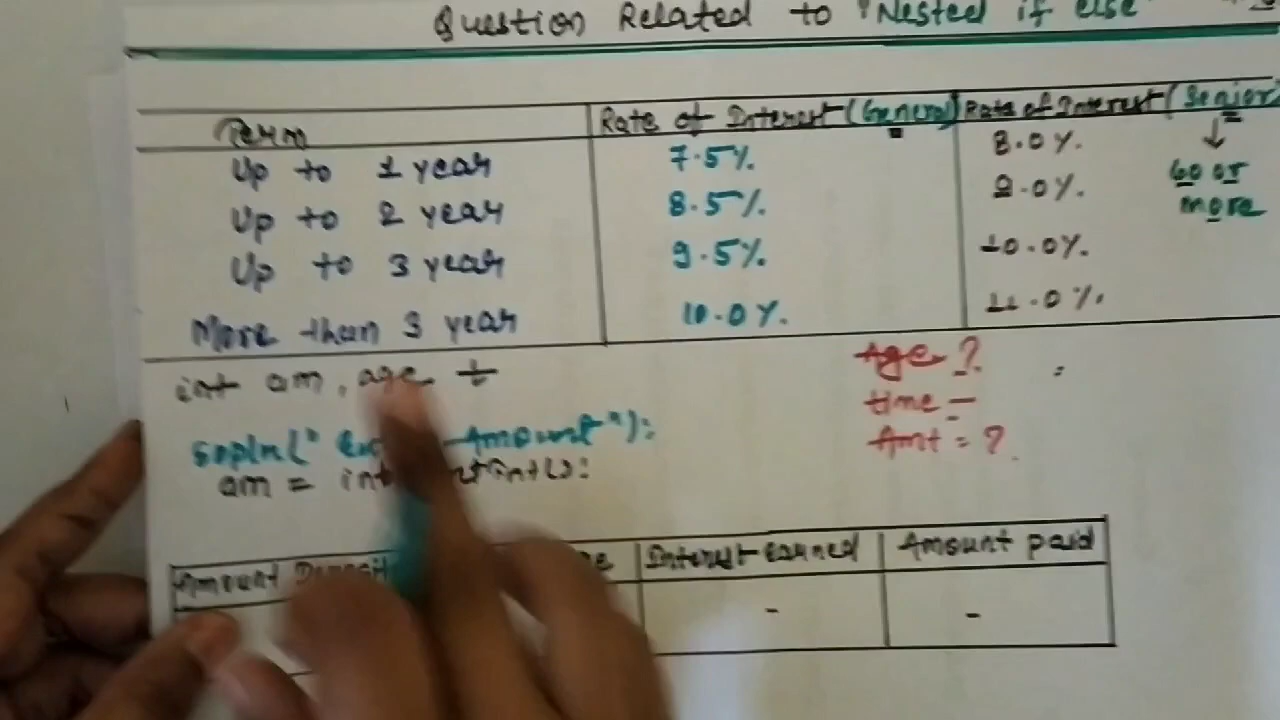 Question Related to "Nested if else"
Term Rate of Interest (General) Rate of Interest (Senior)
Up to 1 year 7.5% 8.0%
Up to 2 year 8.5% 9.0%
Up to 3 year 9.5% 10.0%
More than 3 year 10.0% 11.0%
↓
60 or
more
int am, age t
Age ?
time –
Amt = ?
Sopln(" Amount"):
am =
Amount Interest earned Amount paid
- -